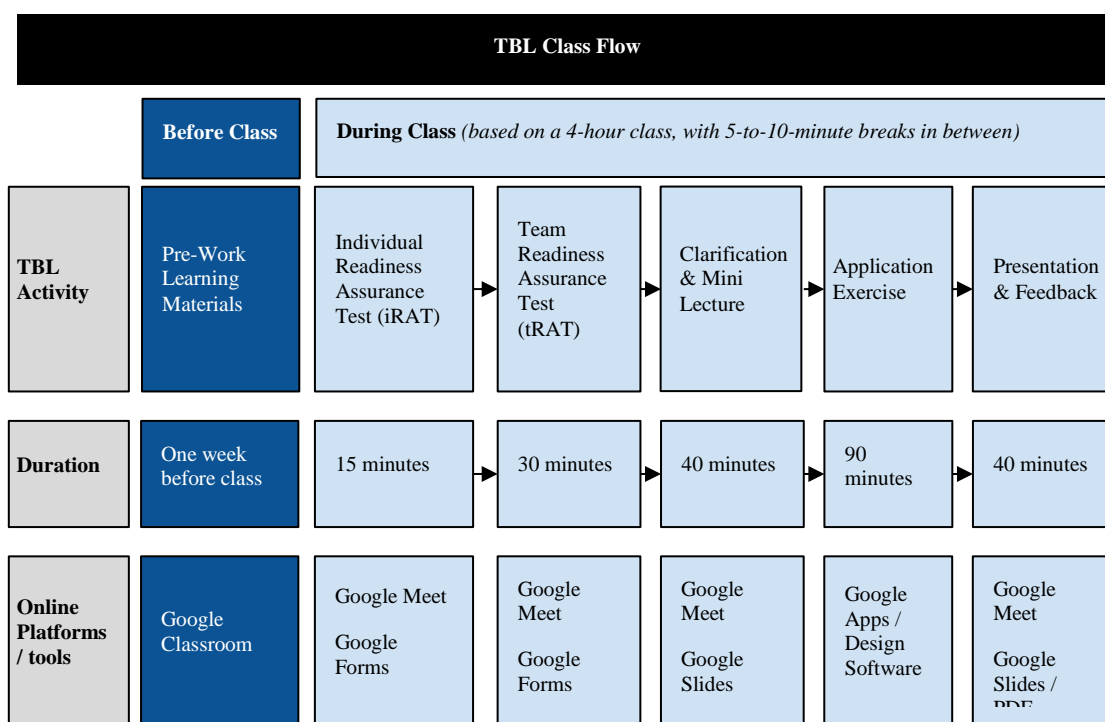 TBL Class Flow
Before Class
During Class (based on a 4-hour class, with 5-to-10-minute breaks in between)
TBL
Activity
Pre-Work
Learning
Materials
Individual
Readiness
Assurance
Test (iRAT)
Team
Readiness
Assurance
Test
(tRAT)
Clarification
& Mini
Lecture
Application
Exercise
Presentation
& Feedback
Duration
One week
before class
15 minutes
30 minutes
40 minutes
90
minutes
40 minutes
Online
Platforms
/ tools
Google
Classroom
Google Meet
Google
Forms
Google
Meet
Google
Forms
Google
Meet
Google
Slides
Google
Apps /
Design
Software
Google
Meet
Google
Slides /
PDF